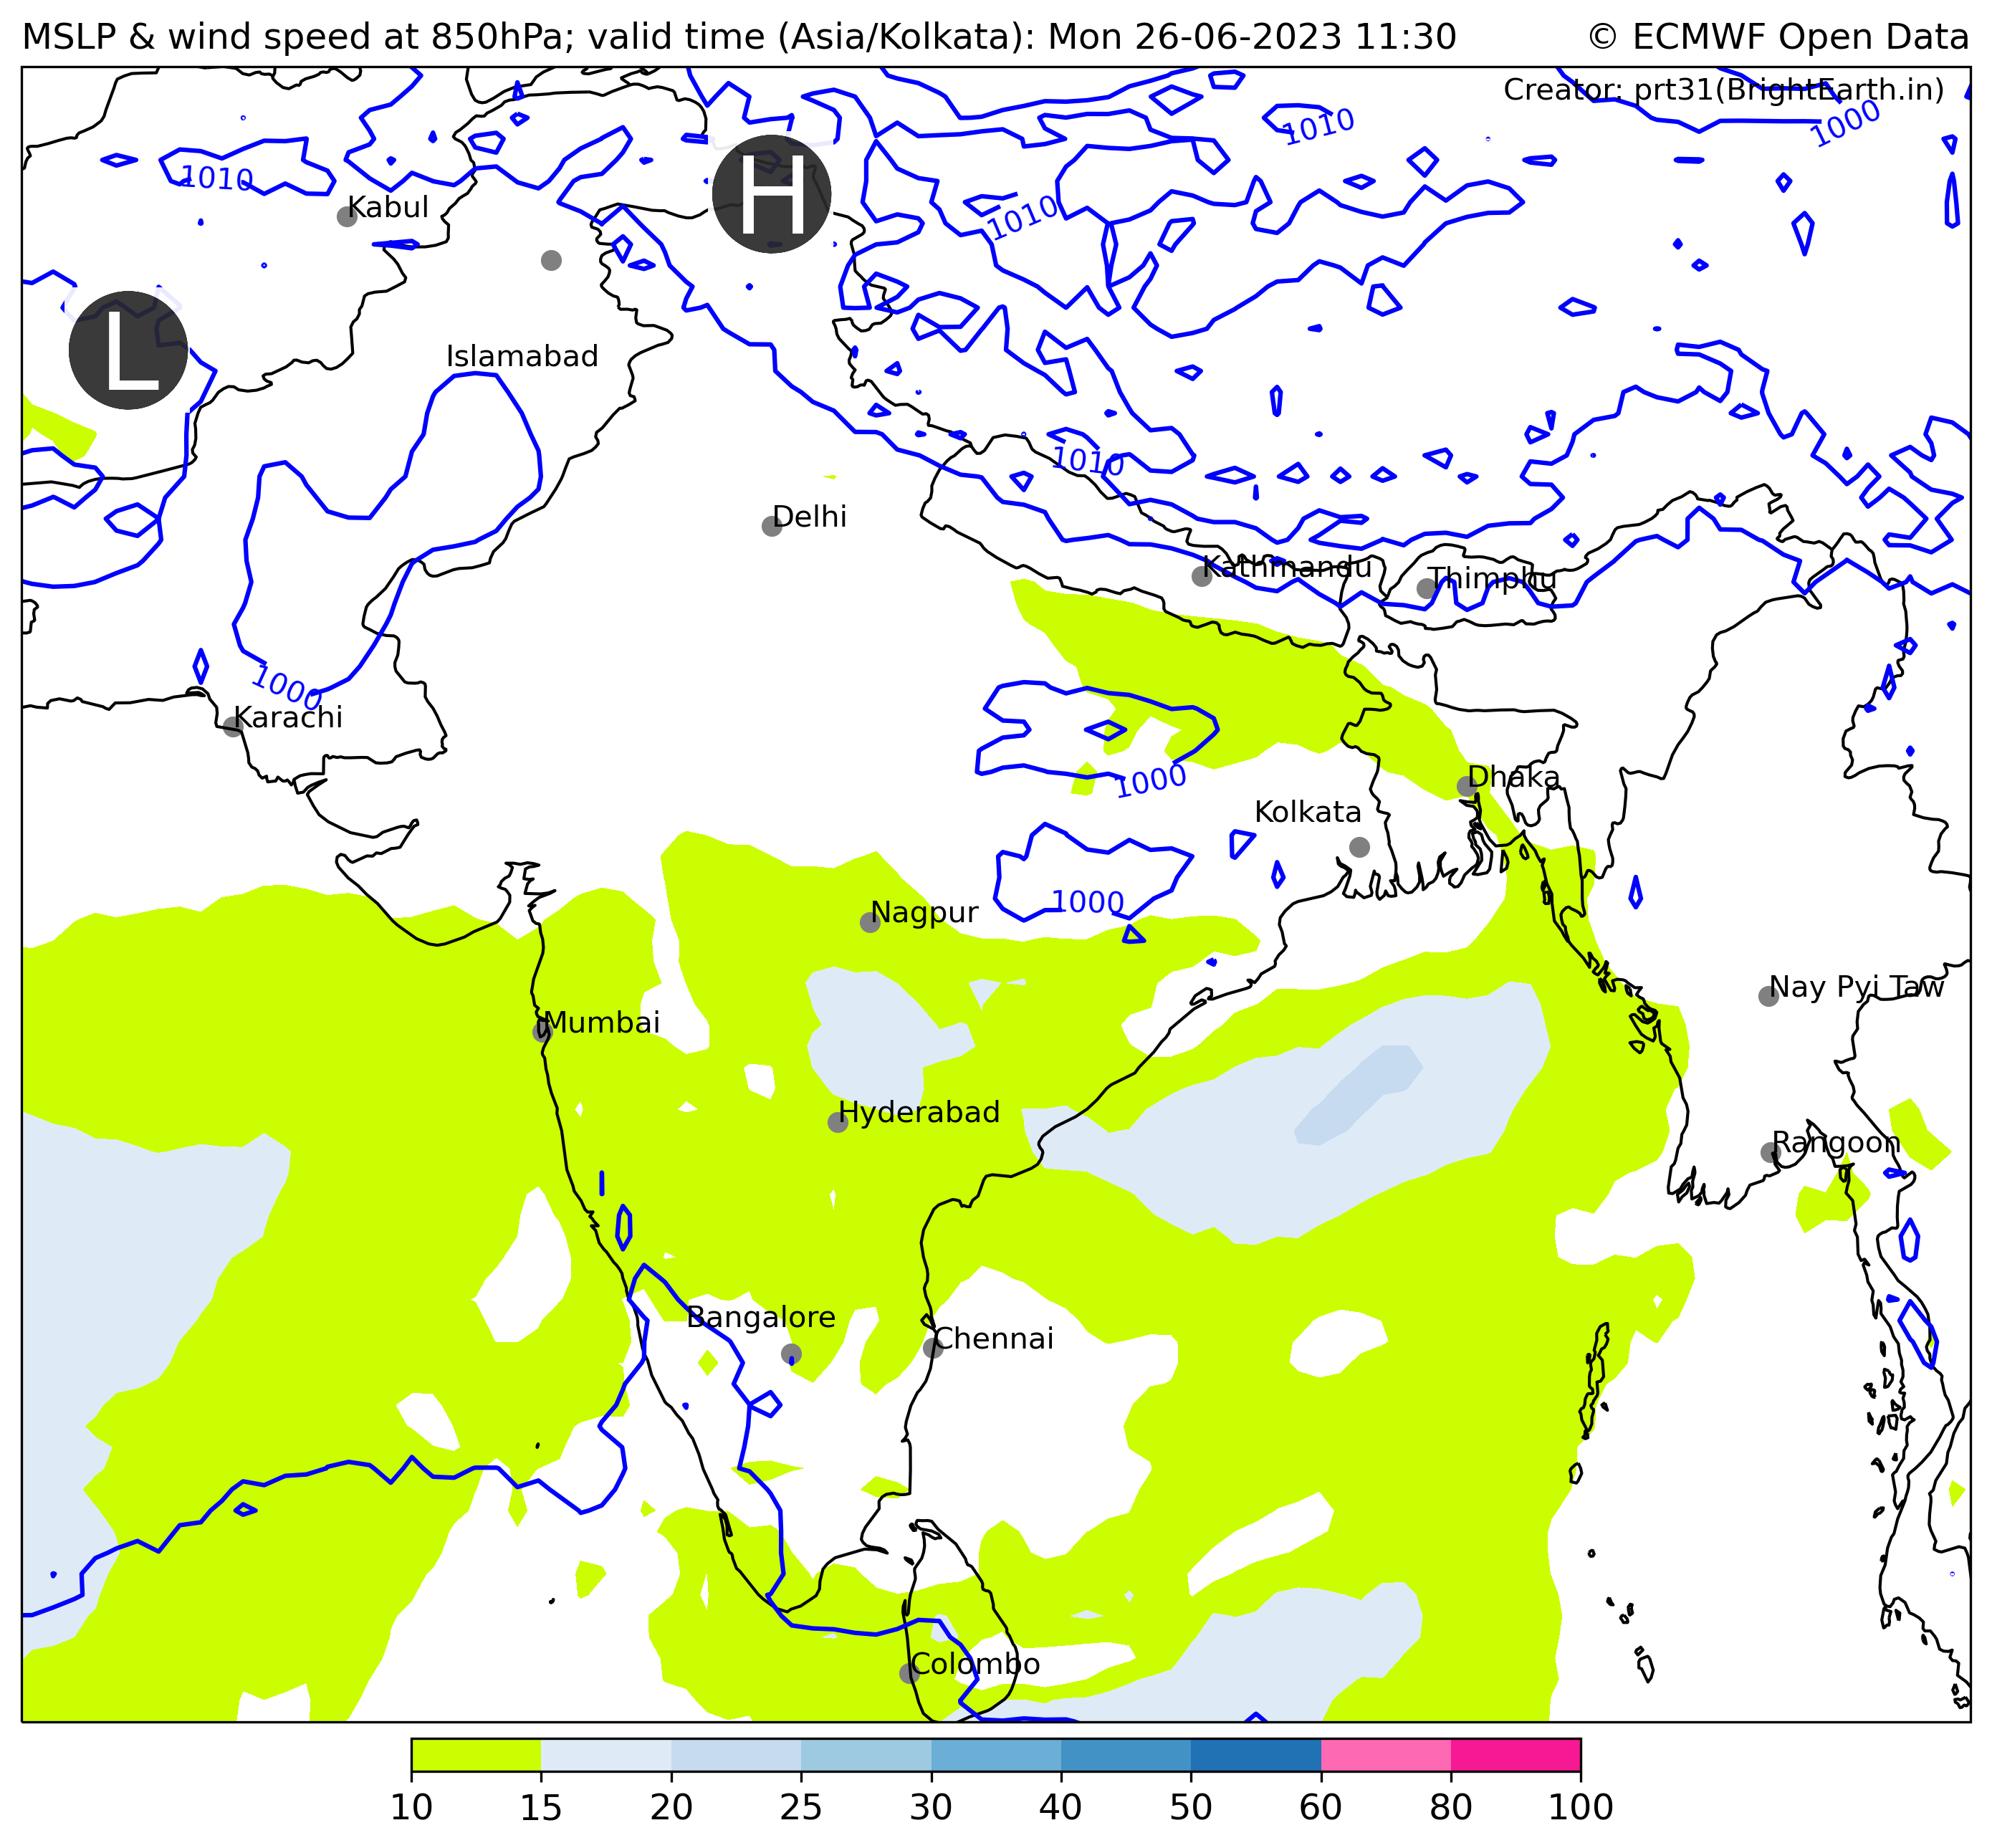 MSLP & wind speed at 850hPa; valid time (Asia/Kolkata): Mon 26-06-2023 11:30
© ECMWF Open Data
Creator: prt31(BrightEarth.in)
1000
1010
1010
H
1010
Kabul
L
Islamabad
1010
Delhi
Kathmandu
Thimphu
1000
Karachi
1000
Dhaka
Kolkata
1000
Nagpur
Nay Pyi Taw
Mumbai
Hyderabad
Rangoon
Bangalore
Chennai
Colombo
10 15 20 25 30 40 50 60 80 100